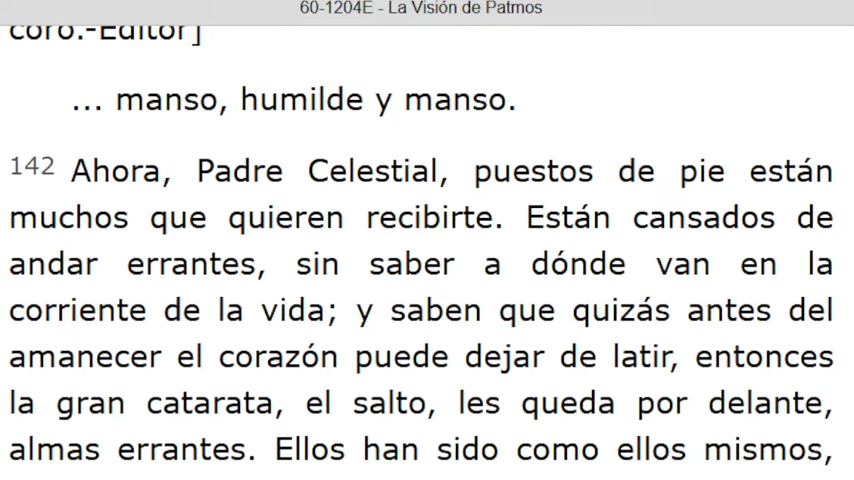 60-1204E - La Visión de Patmos
coro.-Editor]
... manso, humilde y manso.
142 Ahora, Padre Celestial, puestos de pie están
muchos que quieren recibirte. Están cansados de
andar errantes, sin saber a dónde van en la
corriente de la vida; y saben que quizás antes del
amanecer el corazón puede dejar de latir, entonces
la gran catarata, el salto, les queda por delante,
almas errantes. Ellos han sido como ellos mismos,